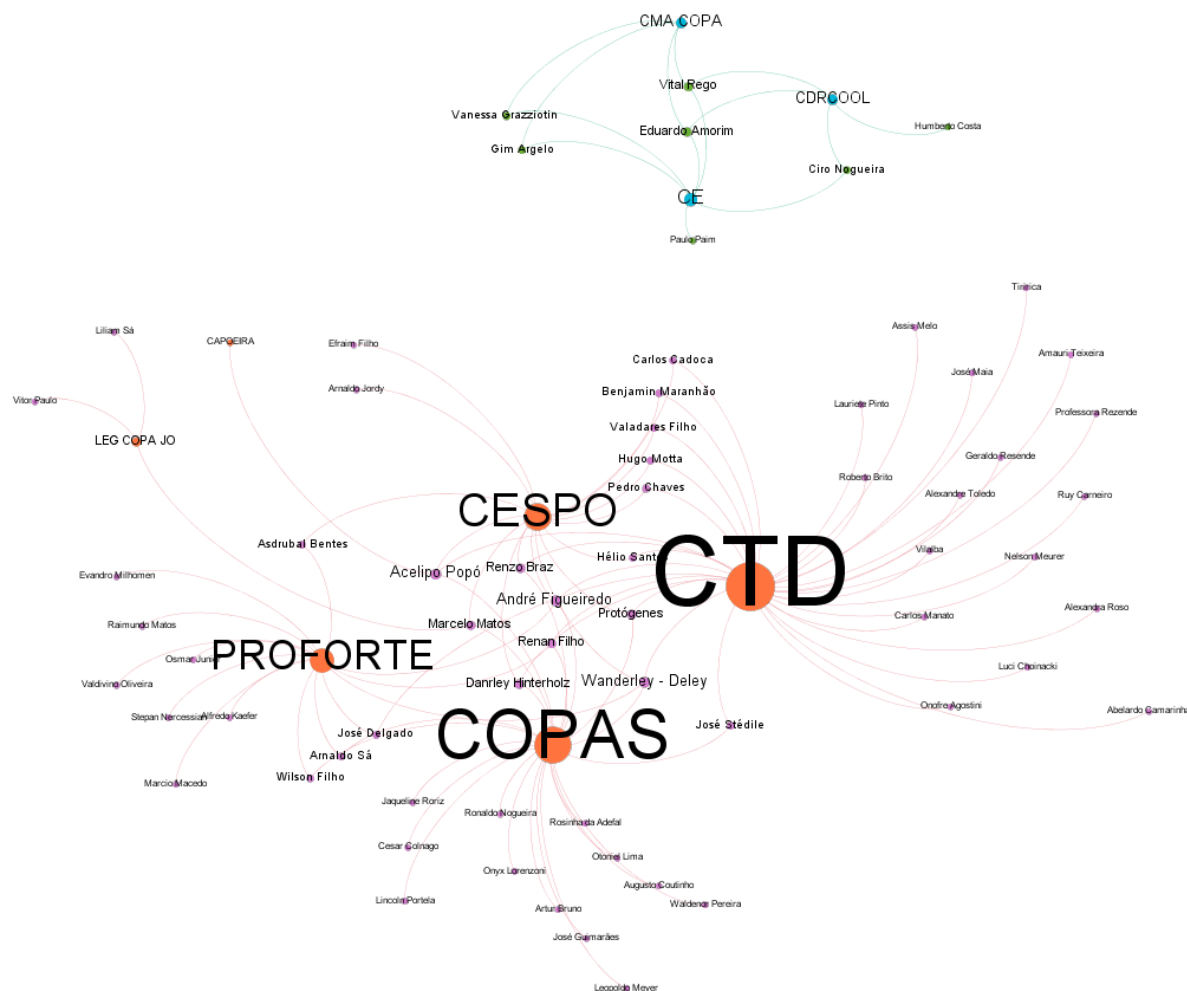 CMA COPA
Vital Rego
CDRCOOL
Vanessa Grazziotin
Eduardo Amorim
Humberto Costa
Gim Argelo
Ciro Nogueira
CE
Paulo Paim
Tiririca
Liliam Sá
CAPOEIRA
Efraim Filho
Assis Melo
Carlos Cadoca
Amauri Teixeira
José Maia
Arnaldo Jordy
Benjamin Maranhão
Vitor Paulo
Lauriete Pinto
Professora Rezende
Valadares Filho
LEG COPA JO
Hugo Motta
Geraldo Resende
Roberto Brito
Pedro Chaves
Alexandre Toledo
Ruy Carneiro
CESPO
Asdrubal Bentes
Hélio Santos
Vilalba
Nelson Meurer
CTD
Acelipo Popó
Renzo Braz
Evandro Milhomen
André Figueiredo
Protógenes
Alexandra Roso
Carlos Manato
Raimundo Matos
Marcelo Matos
Renan Filho
PROFORTE
Osmar Junior
Luci Choinacki
Valdivino Oliveira
Danrley Hinterholz
Wanderley - Deley
Onofre Agostini
Abelardo Camarinha
Stepan Nercessian
Alfredo Kaefer
José Delgado
COPAS
José Stédile
Arnaldo Sá
Wilson Filho
Marcio Macedo
Jaqueline Roriz
Ronaldo Nogueira
Rosinha da Adefal
Cesar Colnago
Otoniel Lima
Onyx Lorenzoni
Augusto Coutinho
Lincoln Portela
Waldenor Pereira
Artur Bruno
José Guimarães
Leopoldo Meyer